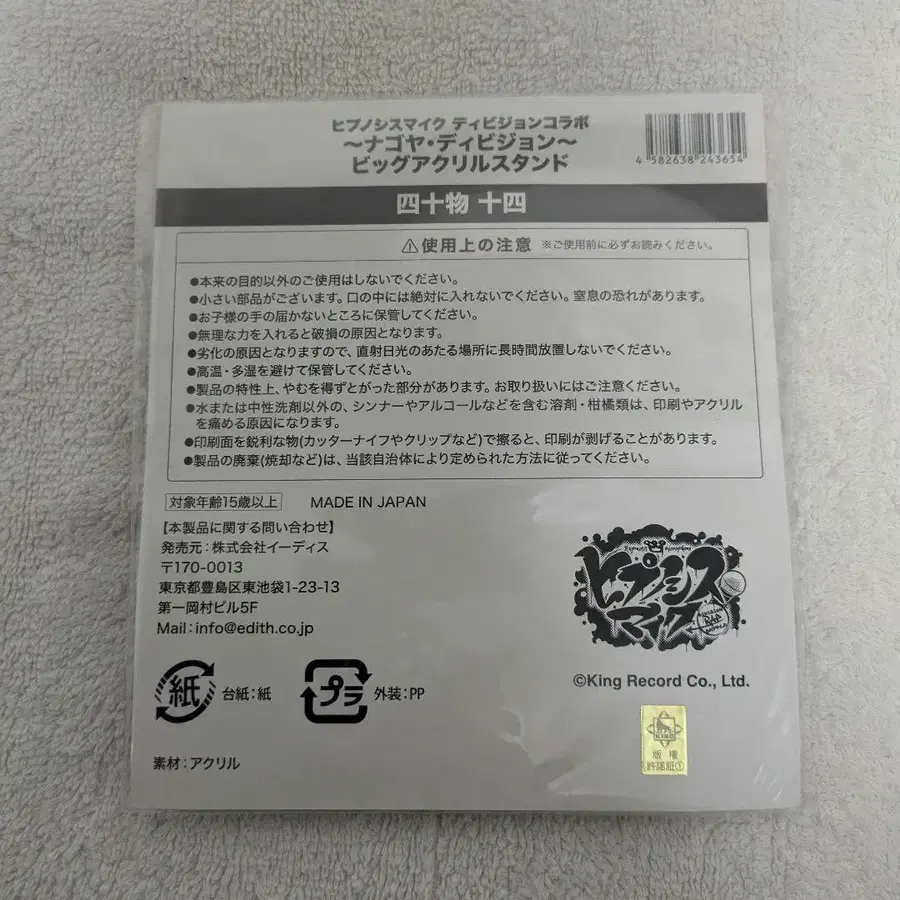 ヒプノシスマイク ディビジョンコラボ
～ナゴヤ・ディビジョン～
ビッグアクリルスタンド
4 582638 243654
四十物 十四
⚠使用上の注意 ※ご使用前に必ずお読みください。
●本来の目的以外のご使用はしないでください。
●小さい部品がございます。口の中には絶対に入れないでください。窒息の恐れがあります。
●お子様の手の届かないところに保管してください。
●無理な力を入れると破損の原因となります。
●劣化の原因となりますので、直射日光のあたる場所に長時間放置しないでください。
●高温・多湿を避けて保管してください。
●製品の特性上、やむを得ずとがった部分があります。お取り扱いにはご注意ください。
●水または中性洗剤以外の、シンナーやアルコールなどを含む溶剤・柑橘類は、印刷やアクリル
を痛める原因になります。
●印刷面を鋭利な物(カッターナイフやクリップなど)で擦ると、印刷が剥げることがあります。
●製品の廃棄(焼却など)は、当該自治体により定められた方法に従ってください。
対象年齢15歳以上 MADE IN JAPAN
【本製品に関する問い合わせ】
発売元：株式会社イーディス
〒170-0013
東京都豊島区東池袋1-23-13
第一岡村ビル5F
Mail：info@edith.co.jp
ヒプノシス
マイク
DIVISION
RAP
BATTLE
©King Record Co., Ltd.
紙 台紙：紙
プラ 外装：PP
KING
版権
許諾紙①
素材：アクリル